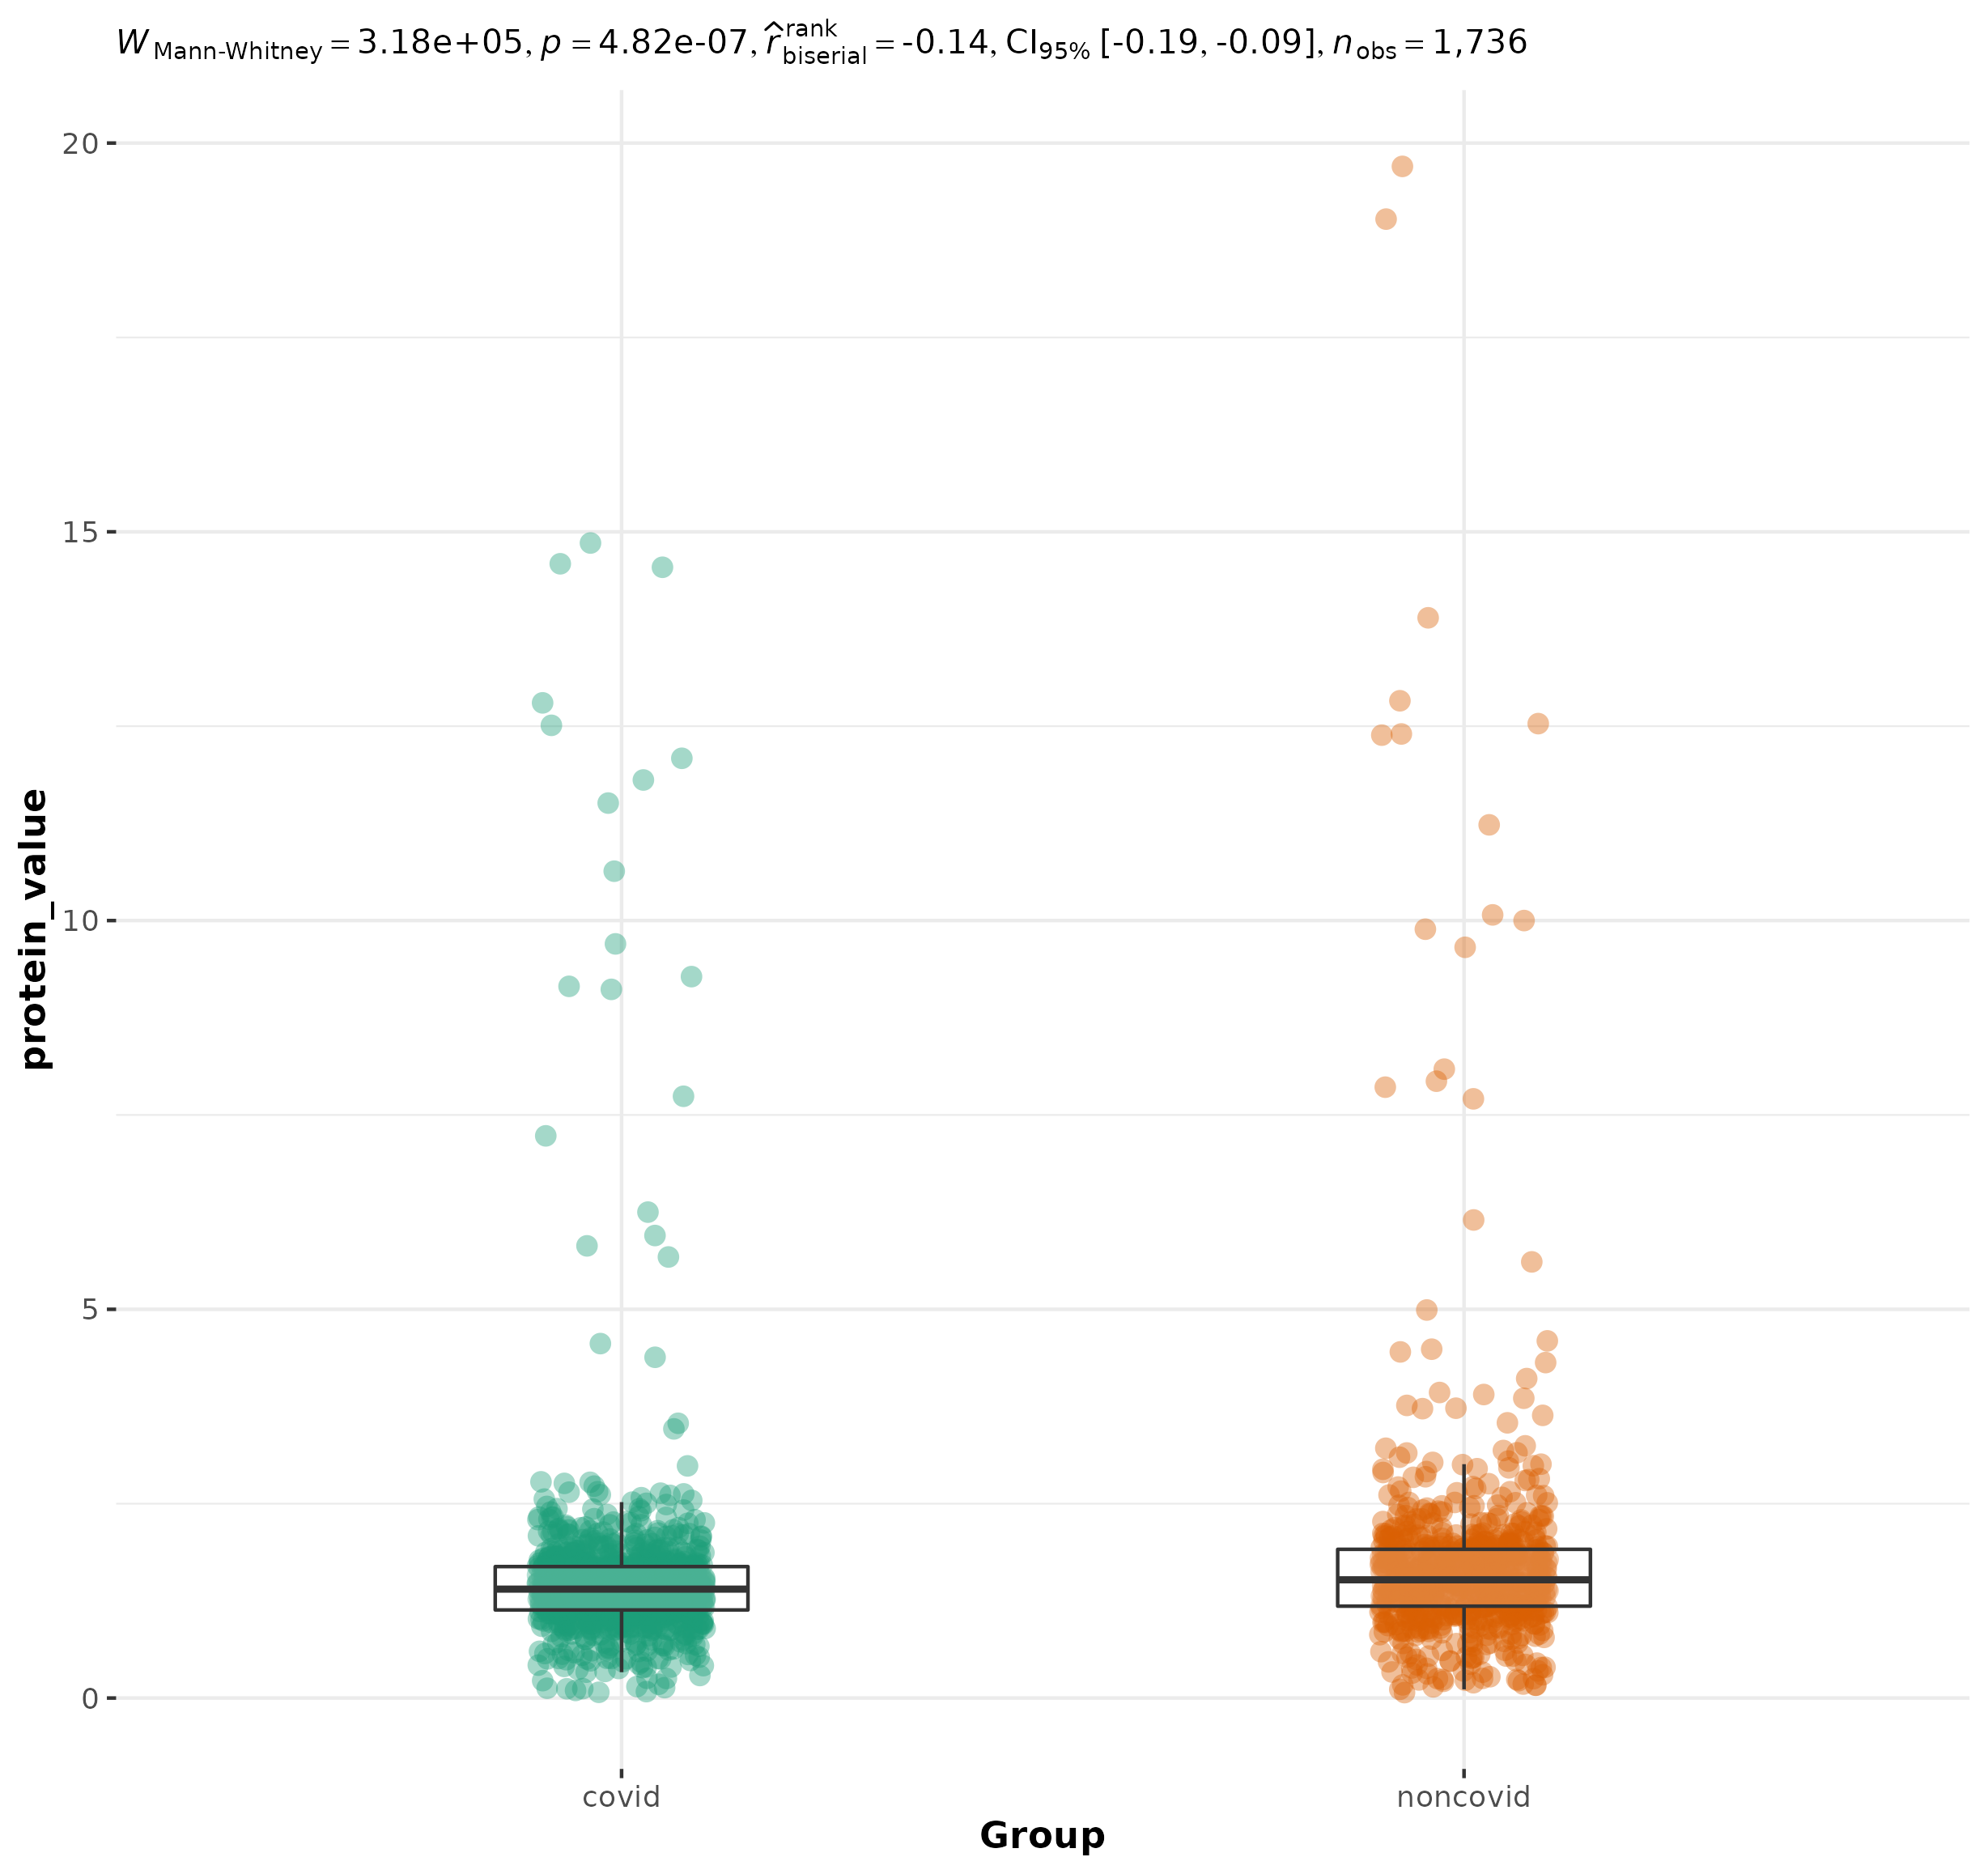 W Mann-Whitney = 3.18e+05, p = 4.82e-07, r̂ rank biserial = -0.14, CI95% [-0.19, -0.09], n obs = 1,736
20
15
10
5
0
protein_value
covid noncovid
Group